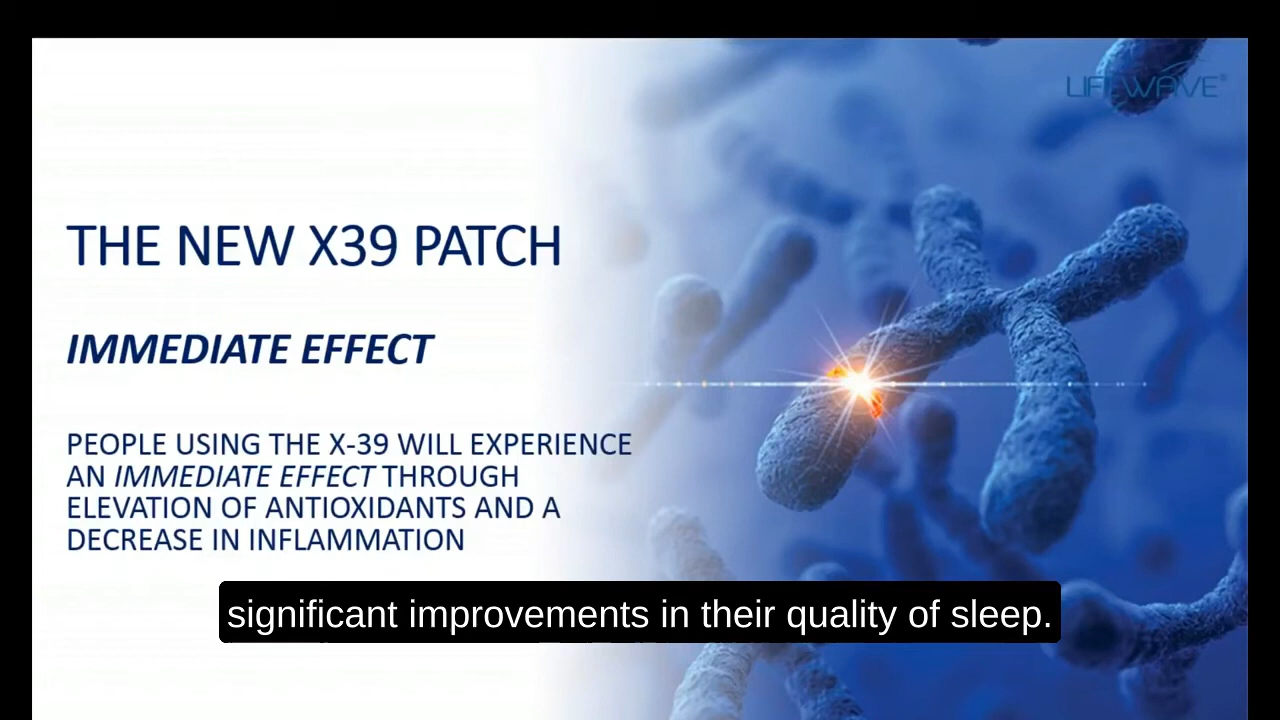 LIFEWAVE®
THE NEW X39 PATCH
IMMEDIATE EFFECT
PEOPLE USING THE X-39 WILL EXPERIENCE
AN IMMEDIATE EFFECT THROUGH
ELEVATION OF ANTIOXIDANTS AND A
DECREASE IN INFLAMMATION
significant improvements in their quality of sleep.